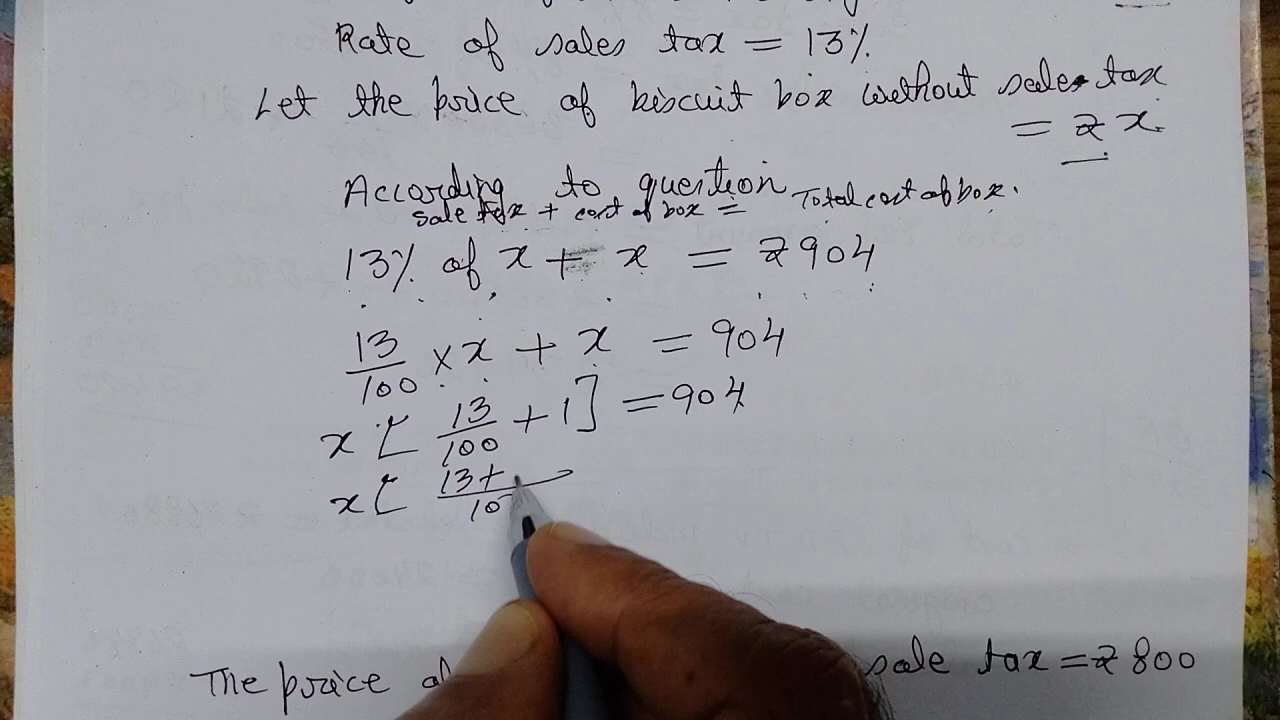 Rate of sales tax = 13%
Let the price of biscuit box without sale tax
= ₹ x.
According to question
Sale tax + cost of box = Total cost of box.
13% of x + x = ₹904
13/100 × x + x = 904
x [ 13/100 + 1 ] = 904
x [ 13+/10
The price of sale tax = ₹800